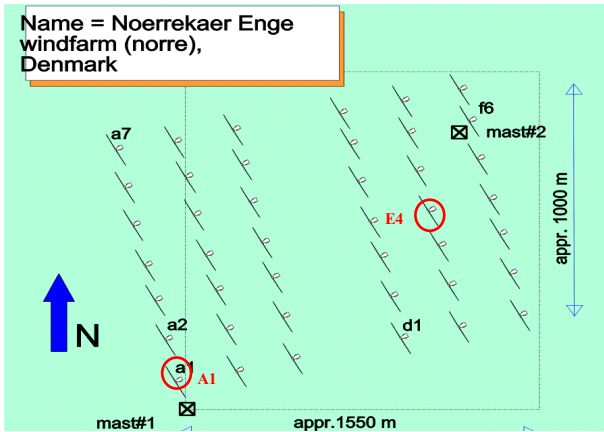 Name = Noerrekaer Enge
windfarm (norre),
Denmark
f6
a7
mast#2
E4
appr. 1000 m
N
a2
d1
a1
A1
mast#1
appr.1550 m